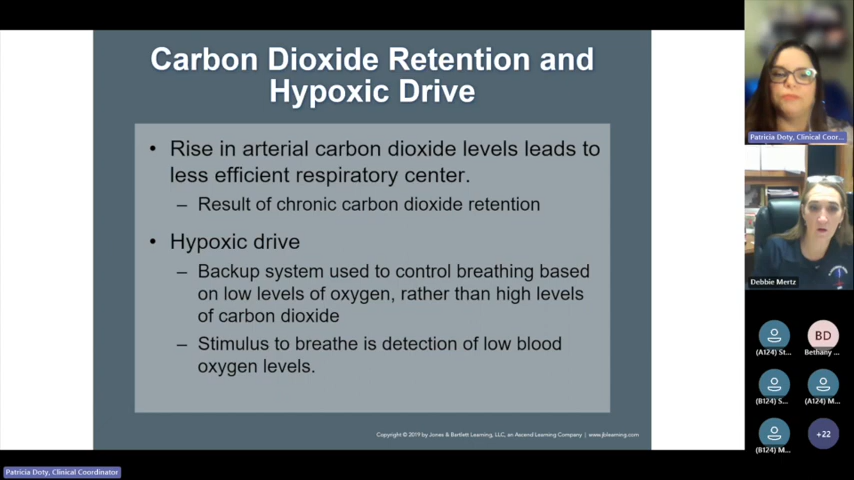 Carbon Dioxide Retention and
Hypoxic Drive
• Rise in arterial carbon dioxide levels leads to
less efficient respiratory center.
– Result of chronic carbon dioxide retention
• Hypoxic drive
– Backup system used to control breathing based
on low levels of oxygen, rather than high levels
of carbon dioxide
– Stimulus to breathe is detection of low blood
oxygen levels.
Copyright © 2019 by Jones & Bartlett Learning, LLC, an Ascend Learning Company | www.jblearning.com
Patricia Doty, Clinical Coor...
Debbie Mertz
(A124) St...
BD
Bethany ...
(B124) S...
(A124) M...
(B124) M...
+22
Patricia Doty, Clinical Coordinator